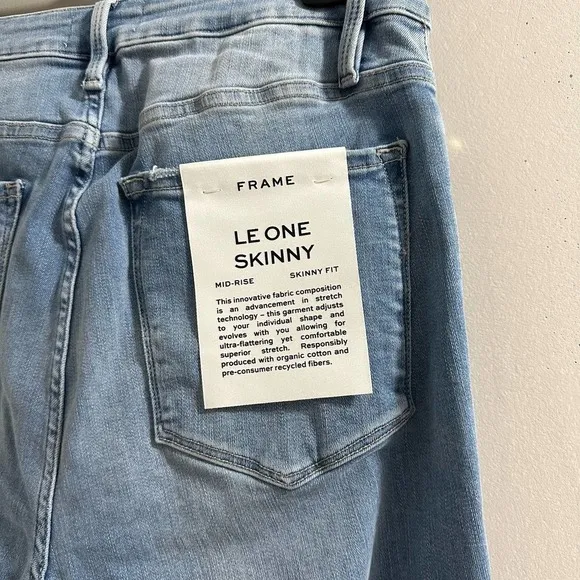 FRAME
LE ONE
SKINNY
MID-RISE SKINNY FIT
This innovative fabric composition
is an advancement in stretch
technology – this garment adjusts
to your individual shape and
evolves with you allowing for
ultra-flattering yet comfortable
superior stretch. Responsibly
produced with organic cotton and
pre-consumer recycled fibers.